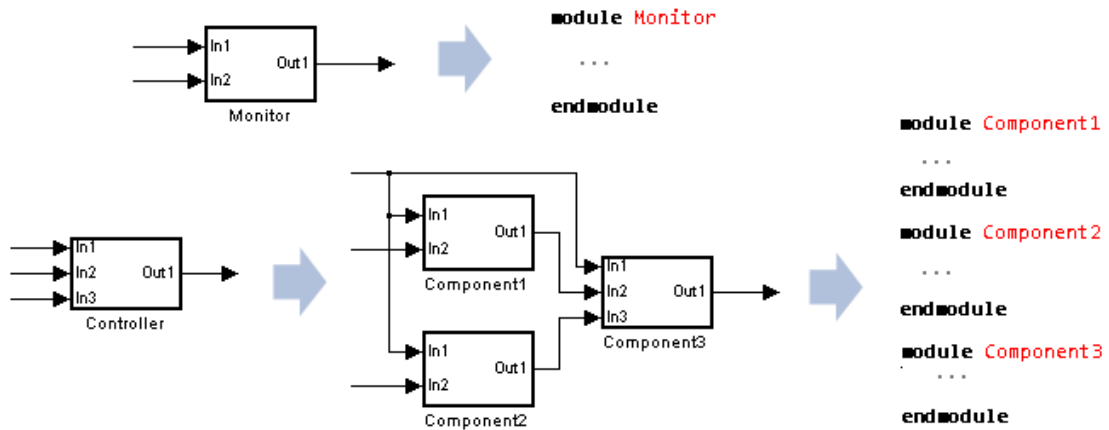 module Monitor
...
endmodule
In1
In2
Out1
Monitor
In1
In2
In3
Out1
Controller
In1
In2
Out1
Component1
In1
In2
Out1
Component2
In1
In2
In3
Out1
Component3
module Component1
...
endmodule
module Component2
...
endmodule
module Component3
...
endmodule